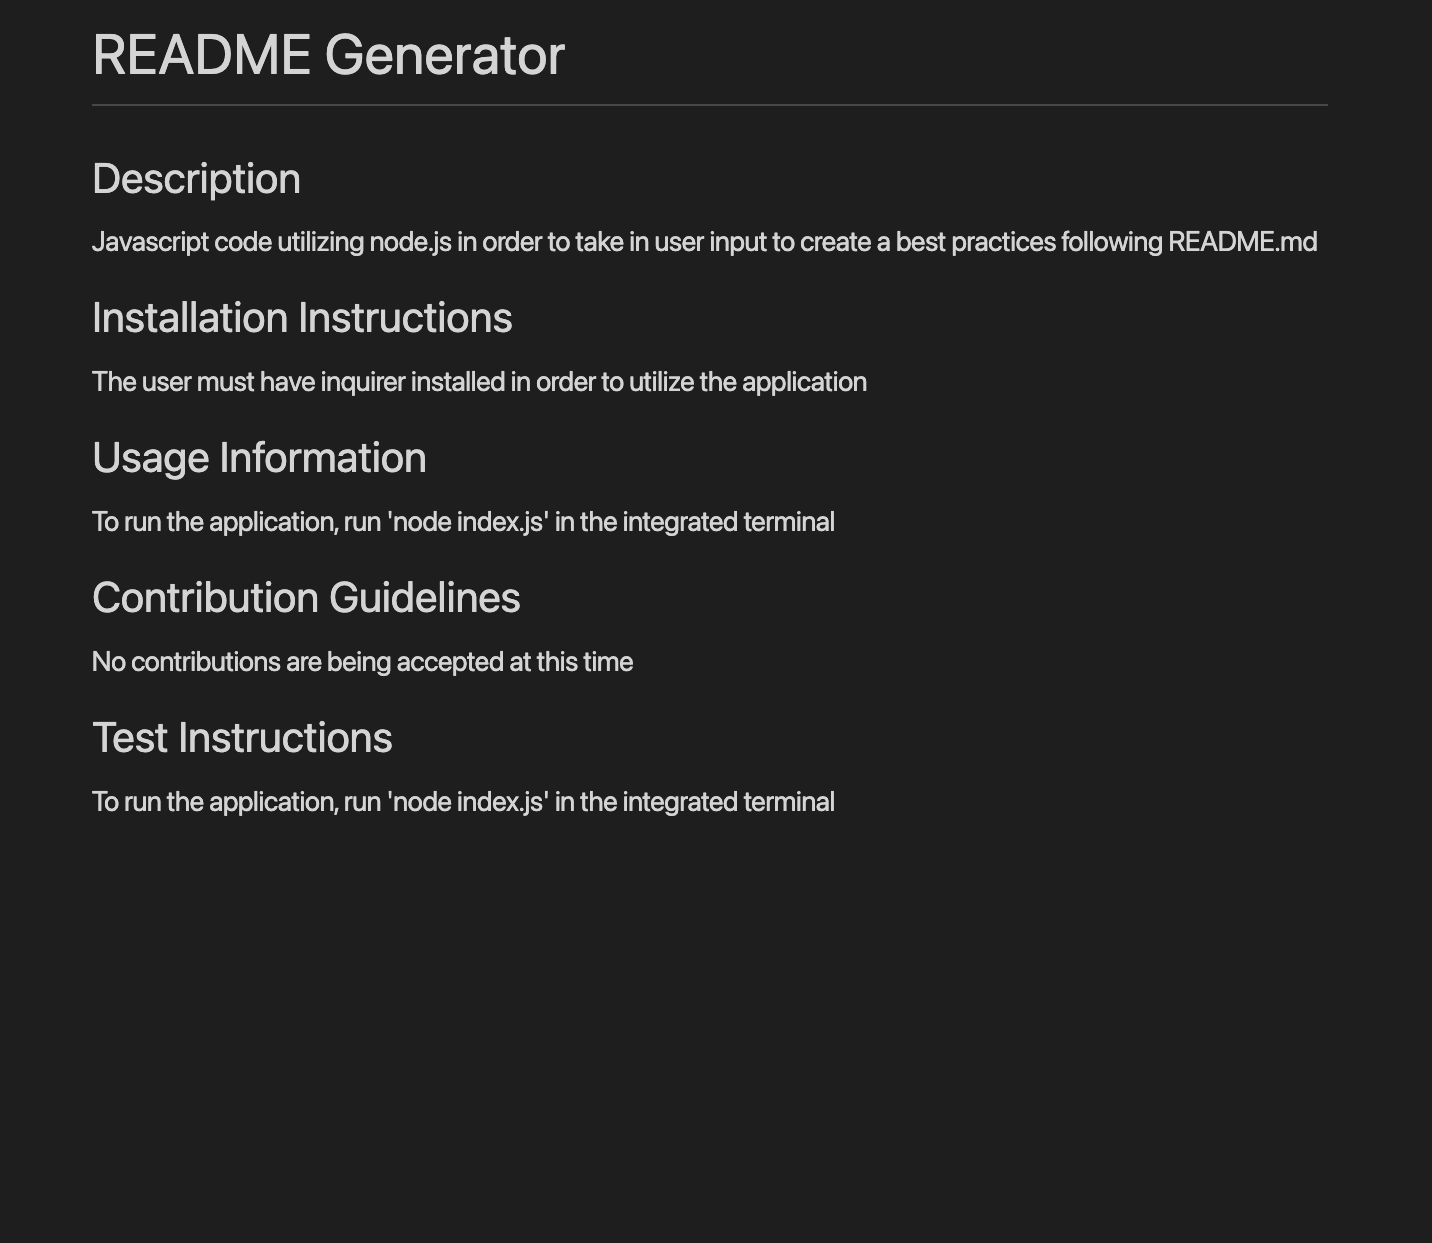 README Generator
Description
Javascript code utilizing node.js in order to take in user input to create a best practices following README.md
Installation Instructions
The user must have inquirer installed in order to utilize the application
Usage Information
To run the application, run 'node index.js' in the integrated terminal
Contribution Guidelines
No contributions are being accepted at this time
Test Instructions
To run the application, run 'node index.js' in the integrated terminal